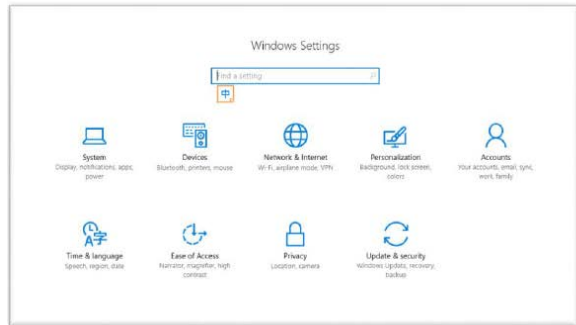 Windows Settings
Find a setting
中
System
Display, notifications, apps,
power
Devices
Bluetooth, printers, mouse
Network & Internet
Wi-Fi, airplane mode, VPN
Personalization
Background, lock screen,
colors
Accounts
Your accounts, email, sync,
work, family
Time & language
Speech, region, date
Ease of Access
Narrator, magnifier, high
contrast
Privacy
Location, camera
Update & security
Windows Update, recovery,
backup